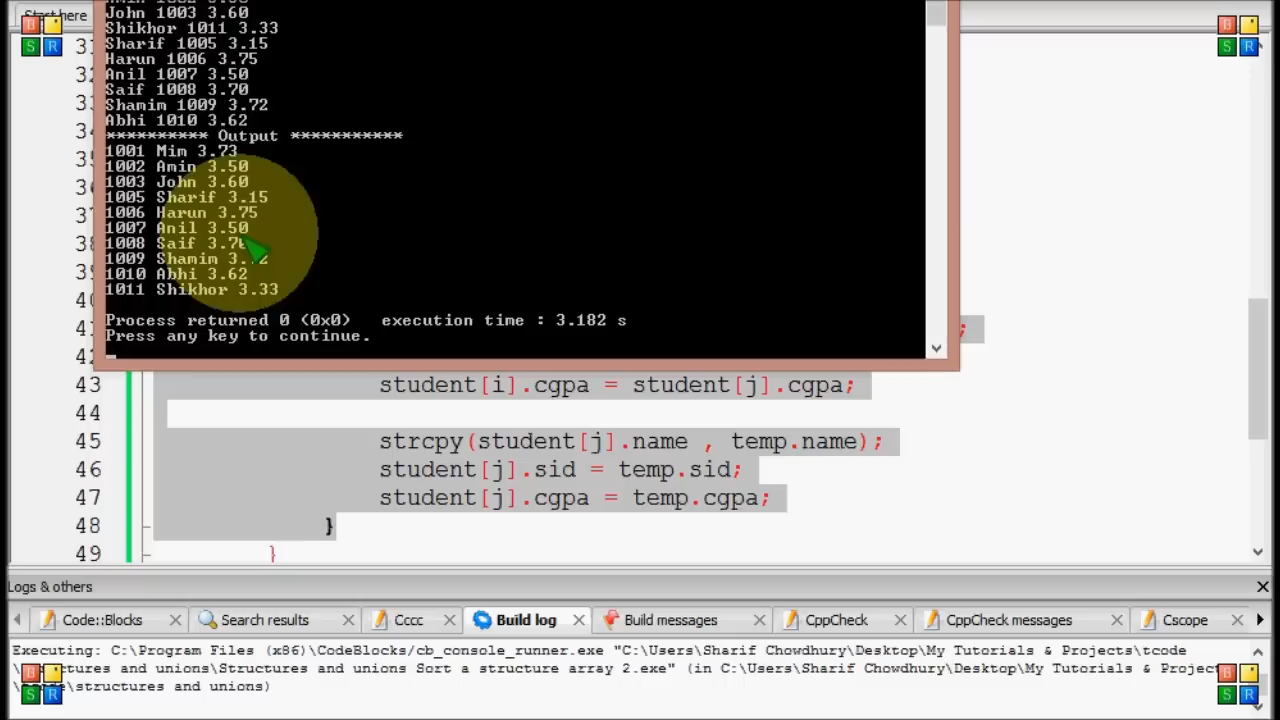 Start here
John 1003 3.60
Shikhor 1011 3.33
Sharif 1005 3.15
Harun 1006 3.75
Anil 1007 3.50
Saif 1008 3.70
Shamim 1009 3.72
Abhi 1010 3.62
********** Output ***********
1001 Mim 3.73
1002 Amin 3.50
1003 John 3.60
1005 Sharif 3.15
1006 Harun 3.75
1007 Anil 3.50
1008 Saif 3.70
1009 Shamim 3.72
1010 Abhi 3.62
1011 Shikhor 3.33
Process returned 0 (0x0) execution time : 3.182 s
Press any key to continue.
;
43 student[i].cgpa = student[j].cgpa;
44
45 strcpy(student[j].name , temp.name);
46 student[j].sid = temp.sid;
47 student[j].cgpa = temp.cgpa;
48 }
49 }
Logs & others
Code::Blocks Search results Cccc Build log Build messages CppCheck CppCheck messages Cscope
Executing: C:\Program Files (x86)\CodeBlocks/cb_console_runner.exe "C:\Users\Sharif Chowdhury\Desktop\My Tutorials & Projects\tcode
\structures and unions\Structures and unions Sort a structure array 2.exe" (in C:\Users\Sharif Chowdhury\Desktop\My Tutorials & Project
\structures and unions)
B
S R
B
S R
B
S R
B
S R